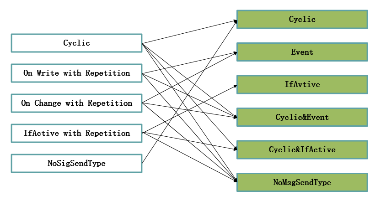 Cyclic
On Write with Repetition
On Change with Repetition
IfActive with Repetition
NoSigSendType
Cyclic
Event
IfAvtive
Cyclic&Event
Cyclic&IfActive
NoMsgSendType